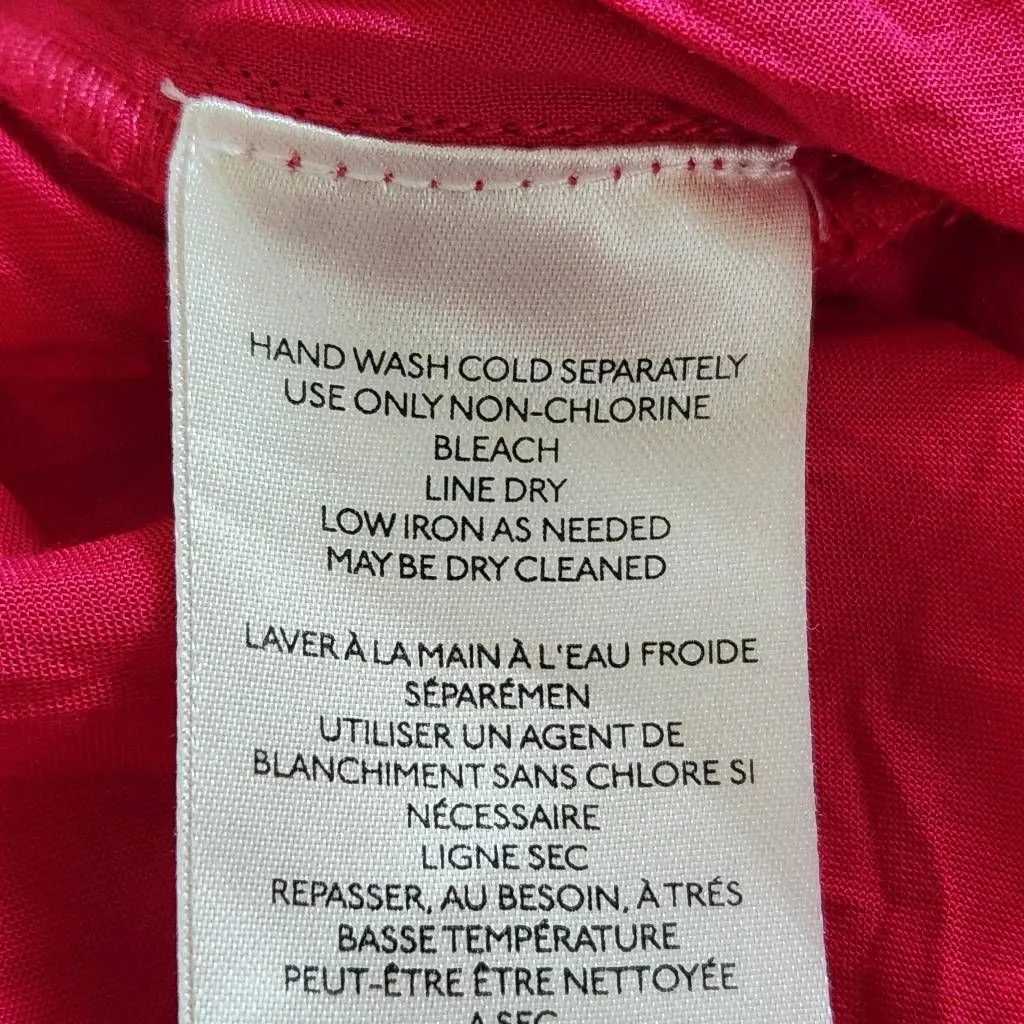 HAND WASH COLD SEPARATELY
USE ONLY NON-CHLORINE
BLEACH
LINE DRY
LOW IRON AS NEEDED
MAY BE DRY CLEANED
LAVER À LA MAIN À L'EAU FROIDE
SÉPARÉMEN
UTILISER UN AGENT DE
BLANCHIMENT SANS CHLORE SI
NÉCESSAIRE
LIGNE SEC
REPASSER, AU BESOIN, À TRÉS
BASSE TEMPÉRATURE
PEUT-ÊTRE ÊTRE NETTOYÉE
A SEC